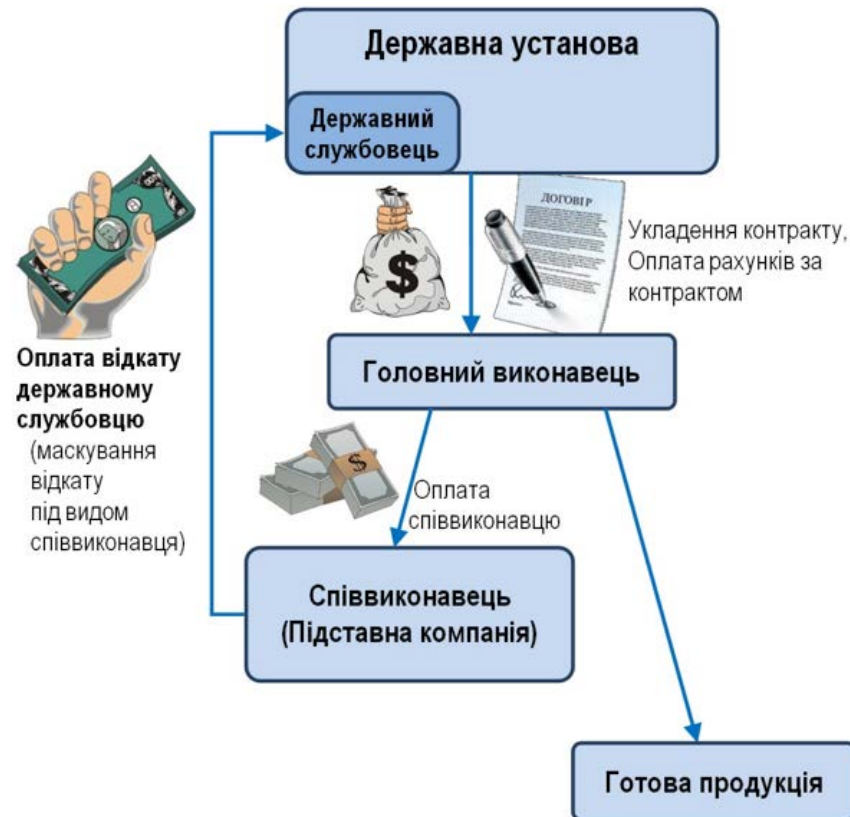 Державна установа
Державний
службовець
ДОГОВІР
Укладення контракту,
Оплата рахунків за
контрактом
$
Головний виконавець
Оплата відкату
державному
службовцю
(маскування
відкату
під видом
співвиконавця)
$
Оплата
співвиконавцю
Співвиконавець
(Підставна компанія)
Готова продукція